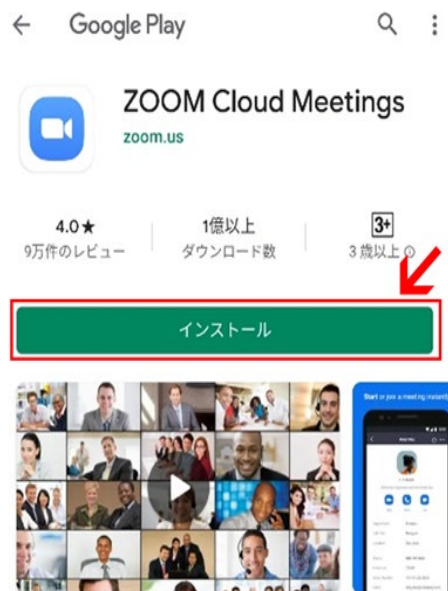 Google Play
ZOOM Cloud Meetings
zoom.us
4.0★
9万件のレビュー
1億以上
ダウンロード数
3+
3 歳以上
インストール
Start or join a meeting instantly